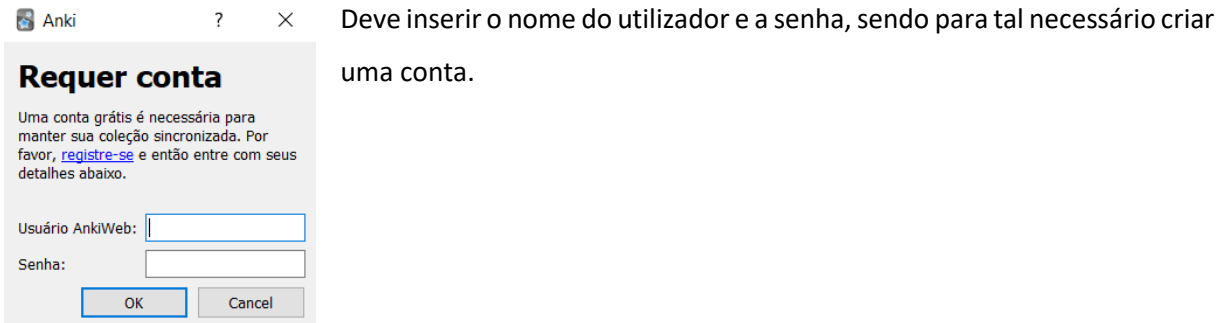 Anki ? ×
Deve inserir o nome do utilizador e a senha, sendo para tal necessário criar
uma conta.
Requer conta
Uma conta grátis é necessária para
manter sua coleção sincronizada. Por
favor, registre-se e então entre com seus
detalhes abaixo.
Usuário AnkiWeb:
Senha:
OK Cancel